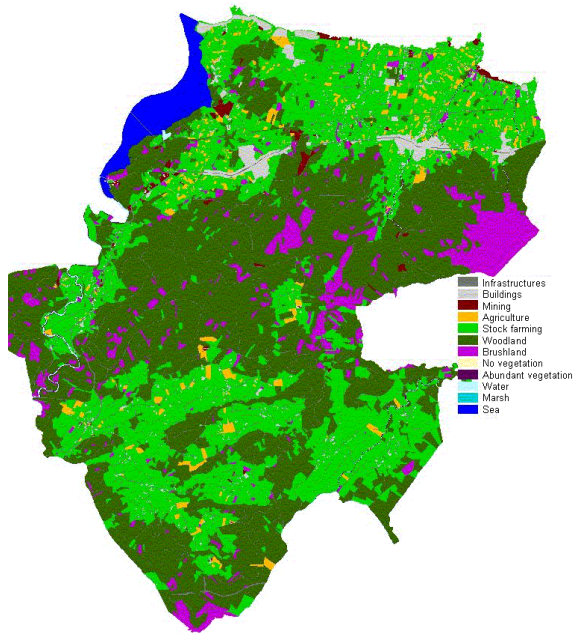 Infrastructures
Buildings
Mining
Agriculture
Stock farming
Woodland
Brushland
No vegetation
Abundant vegetation
Water
Marsh
Sea